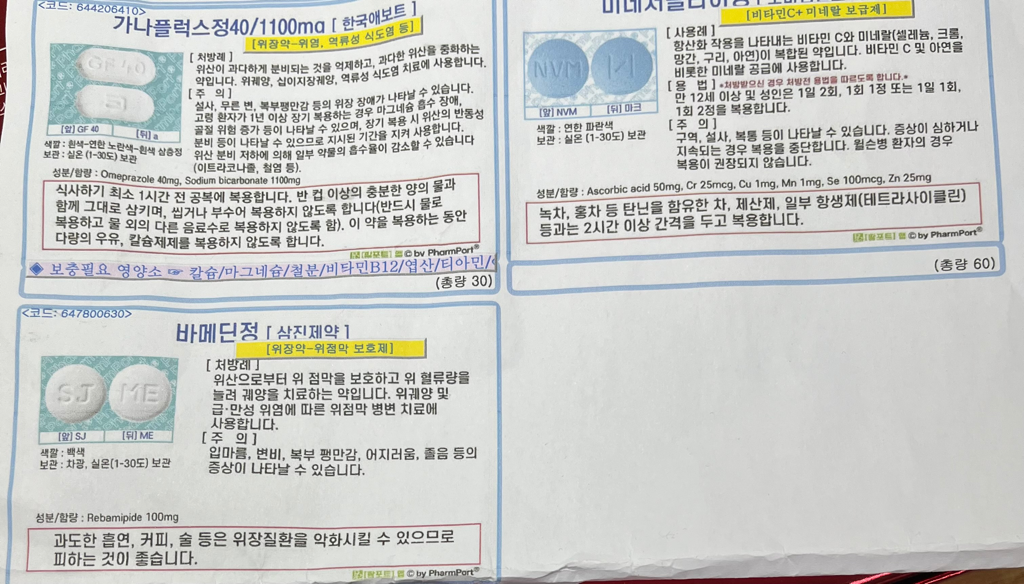 <코드: 644206410>
가나플럭스정40/1100mg [ 한국애보트 ]
[위장약-위염, 역류성 식도염 등]
[ 처방례 ]
위산이 과다하게 분비되는 것을 억제하고, 과다한 위산을 중화하는
약입니다. 위궤양, 십이지장궤양, 역류성 식도염 치료에 사용합니다.
[ 주 의 ]
설사, 무른 변, 복부팽만감 등의 위장 장애가 나타날 수 있습니다.
고령 환자가 1년 이상 장기 복용하는 경우 마그네슘 흡수 장애,
골절 위험 증가 등이 나타날 수 있으며, 장기 복용 시 위산의 반동성
분비 등이 나타날 수 있으므로 지시된 기간을 지켜 사용합니다.
위산 분비 저하에 의해 일부 약물의 흡수율이 감소할 수 있습니다
(이트라코나졸, 철염 등).
[앞] GF 40 [뒤] a
색깔 : 흰색-연한 노란색-흰색 삼층정
보관 : 실온 (1-30도) 보관
성분/함량 : Omeprazole 40mg, Sodium bicarbonate 1100mg
식사하기 최소 1시간 전 공복에 복용합니다. 반 컵 이상의 충분한 양의 물과
함께 그대로 삼키며, 씹거나 부수어 복용하지 않도록 합니다(반드시 물로
복용하고 물 외의 다른 음료수로 복용하지 않도록 함). 이 약을 복용하는 동안
다량의 우유, 칼슘제제를 복용하지 않도록 합니다.
[팜포트] 앱 © by PharmPort®
◈ 보충필요 영양소 ☞ 칼슘/마그네슘/철분/비타민B12/엽산/티아민/
(총량 30)
[비타민C+미네랄 보급제]
NVM
[앞] NVM [뒤] 마크
색깔 : 연한 파란색
보관 : 실온 (1-30도) 보관
[ 사용례 ]
항산화 작용을 나타내는 비타민 C와 미네랄(셀레늄, 크롬,
망간, 구리, 아연)이 복합된 약입니다. 비타민 C 및 아연을
비롯한 미네랄 공급에 사용합니다.
[ 용 법 ] *처방받으신 경우 처방전 용법을 따르도록 합니다.*
만 12세 이상 및 성인은 1일 2회, 1회 1정 또는 1일 1회,
1회 2정을 복용합니다.
[ 주 의 ]
구역, 설사, 복통 등이 나타날 수 있습니다. 증상이 심하거나
지속되는 경우 복용을 중단합니다. 윌슨병 환자의 경우
복용이 권장되지 않습니다.
성분/함량 : Ascorbic acid 50mg, Cr 25mcg, Cu 1mg, Mn 1mg, Se 100mcg, Zn 25mg
녹차, 홍차 등 탄닌을 함유한 차, 제산제, 일부 항생제(테트라사이클린)
등과는 2시간 이상 간격을 두고 복용합니다.
[팜포트] 앱 © by PharmPort®
(총량 60)
<코드: 647800630>
바메딘정 [ 삼진제약 ]
[위장약-위점막 보호제]
SJ ME
[앞] SJ [뒤] ME
색깔 : 백색
보관 : 차광, 실온(1-30도) 보관
[ 처방례 ]
위산으로부터 위 점막을 보호하고 위 혈류량을
늘려 궤양을 치료하는 약입니다. 위궤양 및
급·만성 위염에 따른 위점막 병변 치료에
사용합니다.
[ 주 의 ]
입마름, 변비, 복부 팽만감, 어지러움, 졸음 등의
증상이 나타날 수 있습니다.
성분/함량 : Rebamipide 100mg
과도한 흡연, 커피, 술 등은 위장질환을 악화시킬 수 있으므로
피하는 것이 좋습니다.
[팜포트] 앱 © by PharmPort®